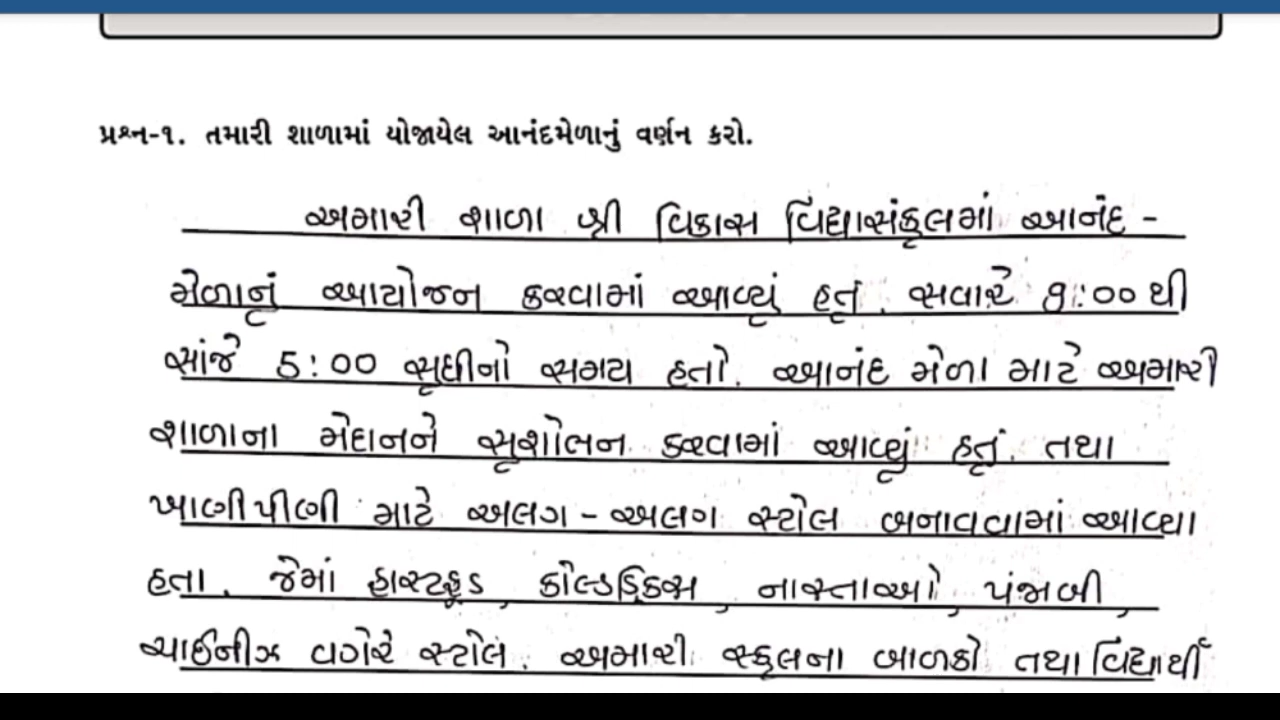 પ્રશ્ન-૧. તમારી શાળામાં યોજાયેલ આનંદમેળાનું વર્ણન કરો.
અમારી શાળા શ્રી વિકાસ વિદ્યાસંકૂલમાં આનંદ -
મેળાનું આયોજન કરવામાં આવ્યું હતું. સવારે 9:00 થી
સાંજે 5:00 સુધીનો સમય હતો. આનંદ મેળા માટે અમારી
શાળાના મેદાનને સુશોભન કરવામાં આવ્યું હતું. તથા
ખાણીપીણી માટે અલગ - અલગ સ્ટોલ બનાવવામાં આવ્યા
હતા. જેમાં ફાસ્ટફૂડ, કોલ્ડડ્રિંક્સ, નાસ્તાઓ, પંજાબી,
ચાઈનીઝ વગેરે સ્ટોલ. અમારી સ્કૂલના બાળકો તથા વિદ્યાર્થી